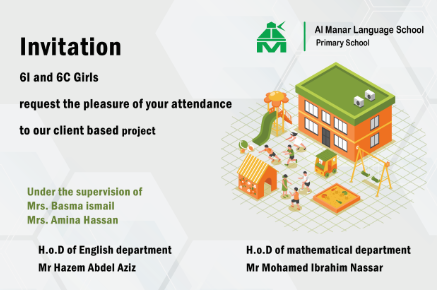 Invitation
Al Manar Language School
Primary School
6I and 6C Girls
request the pleasure of your attendance
to our client based project
Under the supervision of
Mrs. Basma ismail
Mrs. Amina Hassan
H.o.D of English department
Mr Hazem Abdel Aziz
H.o.D of mathematical department
Mr Mohamed Ibrahim Nassar